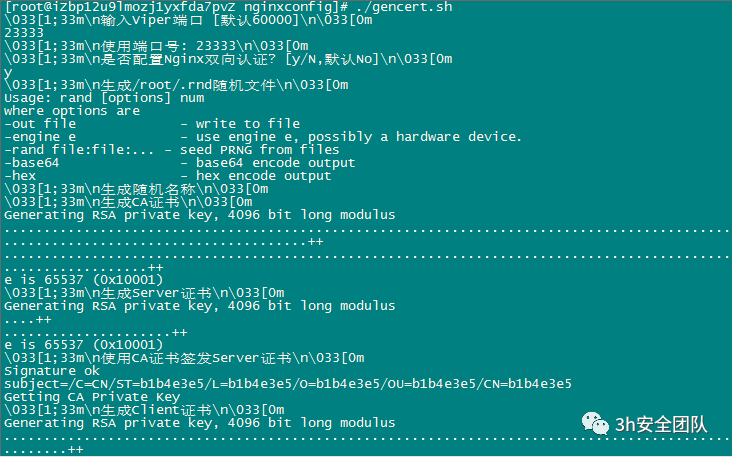 [root@iZbp12u9lmozj1yxfda7pvZ nginxconfig]# ./gencert.sh
\033[1;33m\n输入Viper端口 [默认60000]\n\033[0m
23333
\033[1;33m\n使用端口号: 23333\n\033[0m
\033[1;33m\n是否配置Nginx双向认证? [y/N,默认No]\n\033[0m
y
\033[1;33m\n生成/root/.rnd随机文件\n\033[0m
Usage: rand [options] num
where options are
-out file             - write to file
-engine e             - use engine e, possibly a hardware device.
-rand file:file:... - seed PRNG from files
-base64               - base64 encode output
-hex                  - hex encode output
\033[1;33m\n生成随机名称\n\033[0m
\033[1;33m\n生成CA证书\n\033[0m
Generating RSA private key, 4096 bit long modulus
...........................................................................................
......................................++
...........................................................................................
..................++
e is 65537 (0x10001)
\033[1;33m\n生成Server证书\n\033[0m
Generating RSA private key, 4096 bit long modulus
....++
.....................++
e is 65537 (0x10001)
\033[1;33m\n使用CA证书签发Server证书\n\033[0m
Signature ok
subject=/C=CN/ST=b1b4e3e5/L=b1b4e3e5/O=b1b4e3e5/OU=b1b4e3e5/CN=b1b4e3e5
Getting CA Private Key
\033[1;33m\n生成Client证书\n\033[0m
Generating RSA private key, 4096 bit long modulus
...........................................................................................
........++
3h安全团队